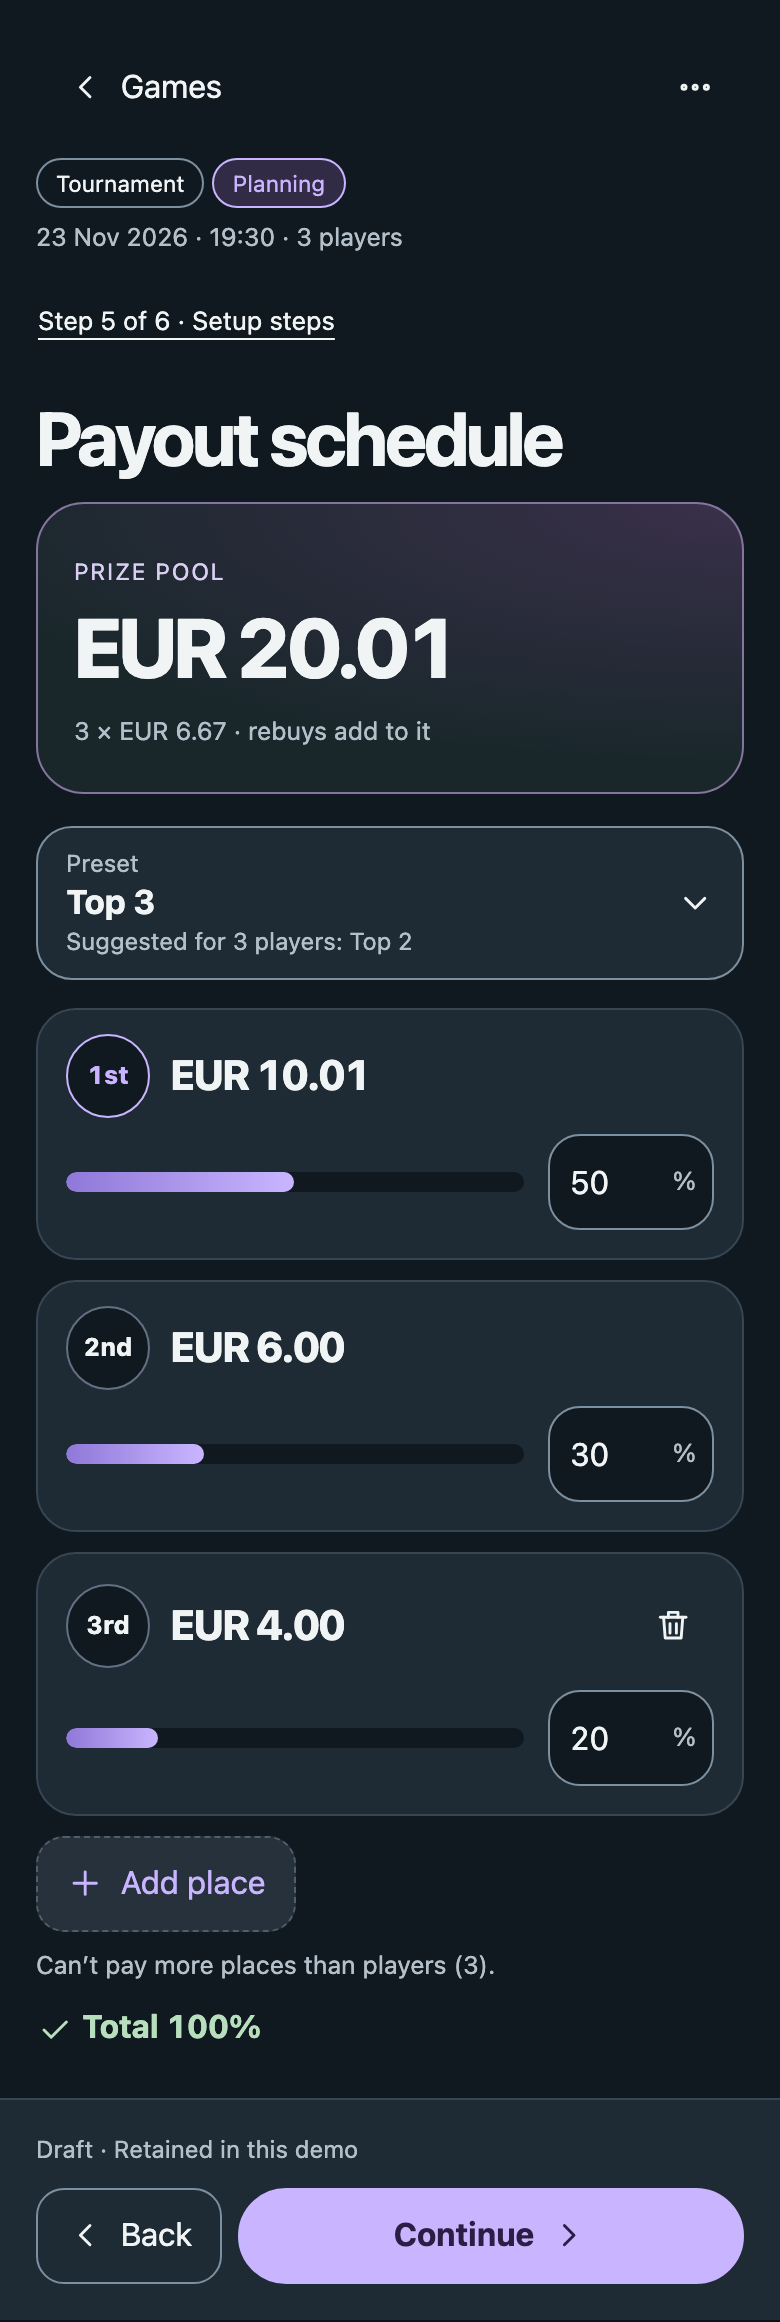 Games
Tournament
Planning
23 Nov 2026 · 19:30 · 3 players
Step 5 of 6 · Setup steps
Payout schedule
PRIZE POOL
EUR 20.01
3 × EUR 6.67 · rebuys add to it
Preset
Top 3
Suggested for 3 players: Top 2
1st
EUR 10.01
50 %
2nd
EUR 6.00
30 %
3rd
EUR 4.00
20 %
Add place
Can’t pay more places than players (3).
Total 100%
Draft · Retained in this demo
Back
Continue